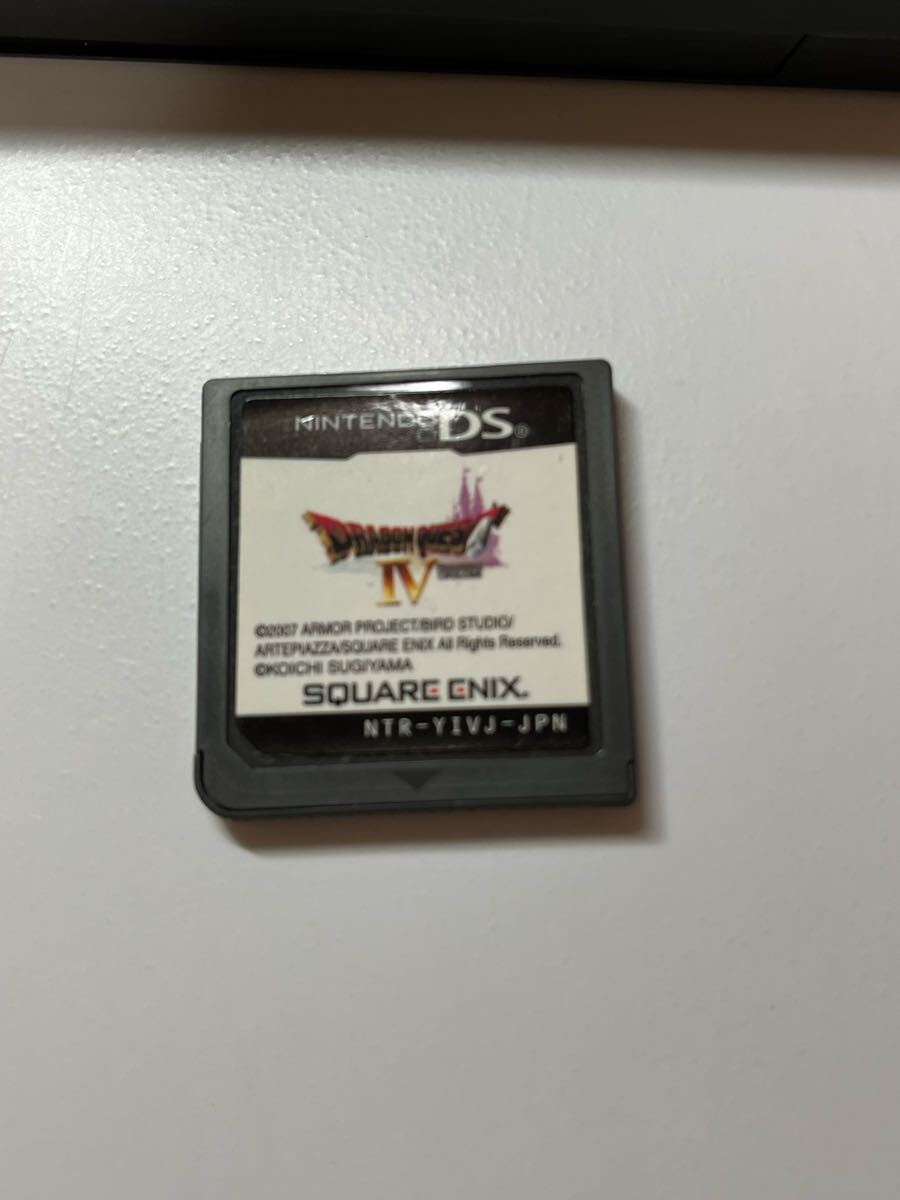 NINTENDO DS®
DRAGON QUEST
IV
©2007 ARMOR PROJECT/BIRD STUDIO/
ARTEPIAZZA/SQUARE ENIX All Rights Reserved.
©KOICHI SUGIYAMA
SQUARE ENIX.
NTR-YIVJ-JPN